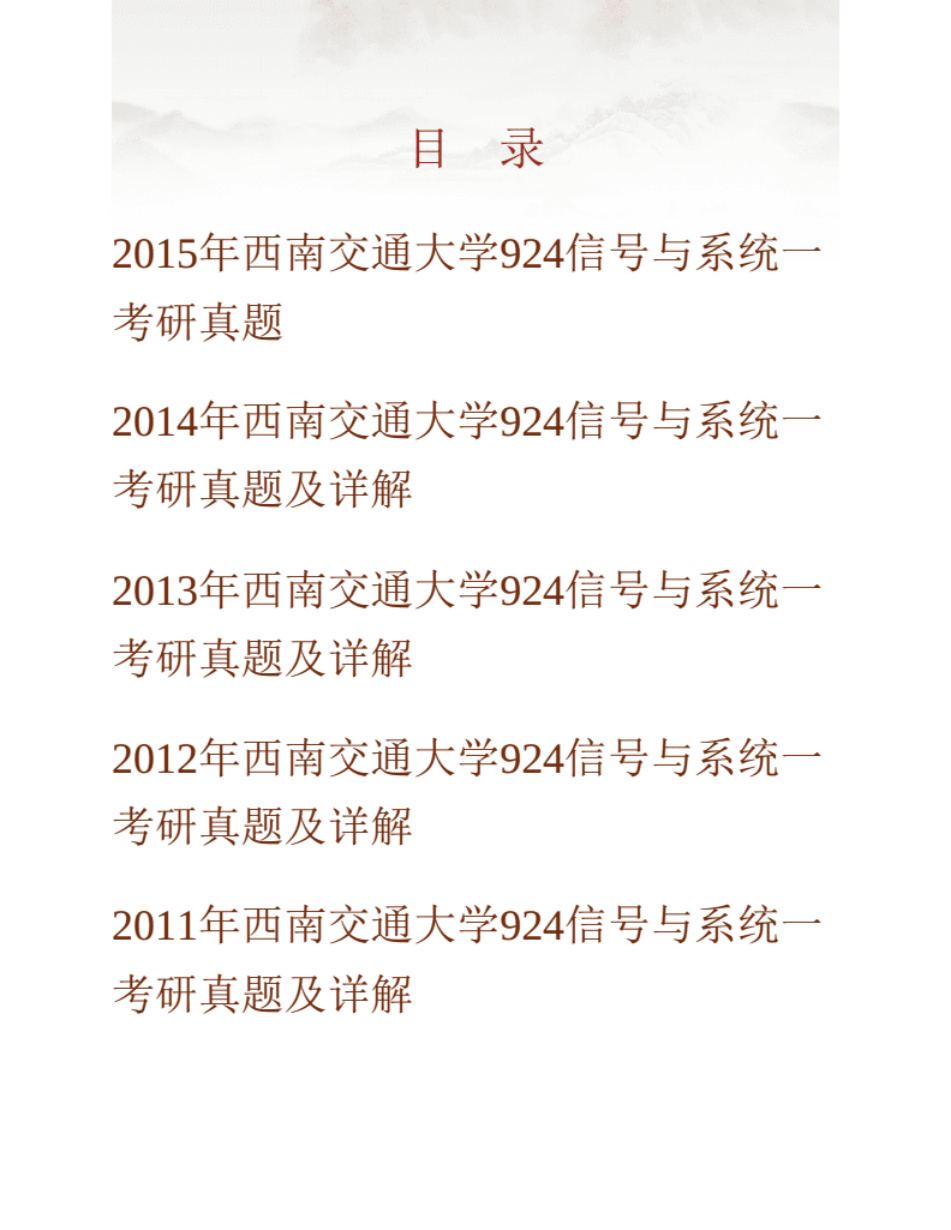 目 录
2015年西南交通大学924信号与系统一
考研真题
2014年西南交通大学924信号与系统一
考研真题及详解
2013年西南交通大学924信号与系统一
考研真题及详解
2012年西南交通大学924信号与系统一
考研真题及详解
2011年西南交通大学924信号与系统一
考研真题及详解